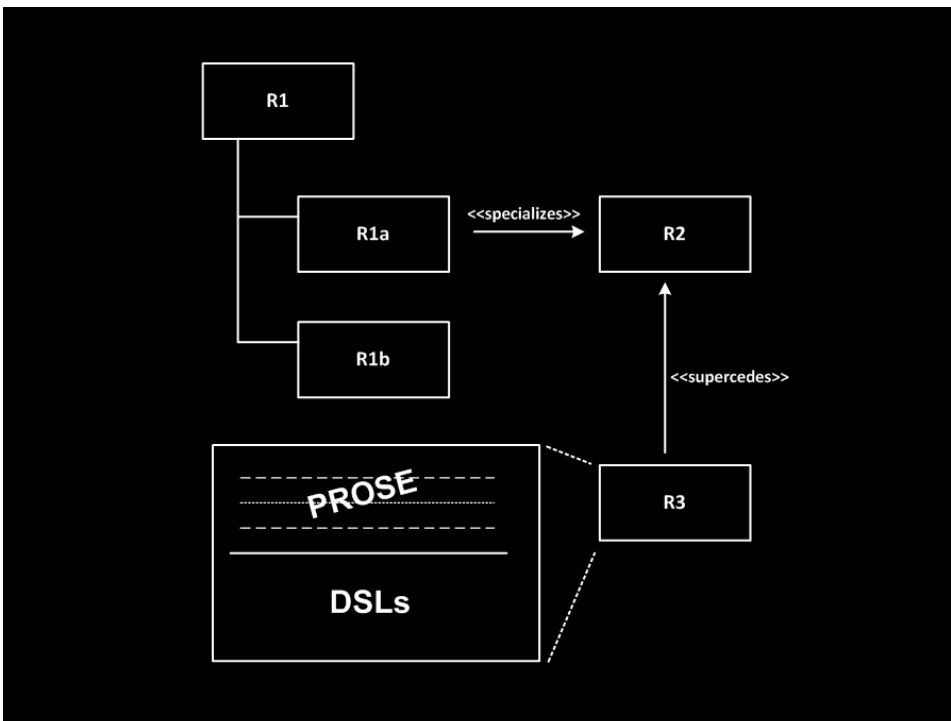 R1
R1a
<<specializes>>
R2
R1b
<<supercedes>>
PROSE
R3
DSLs